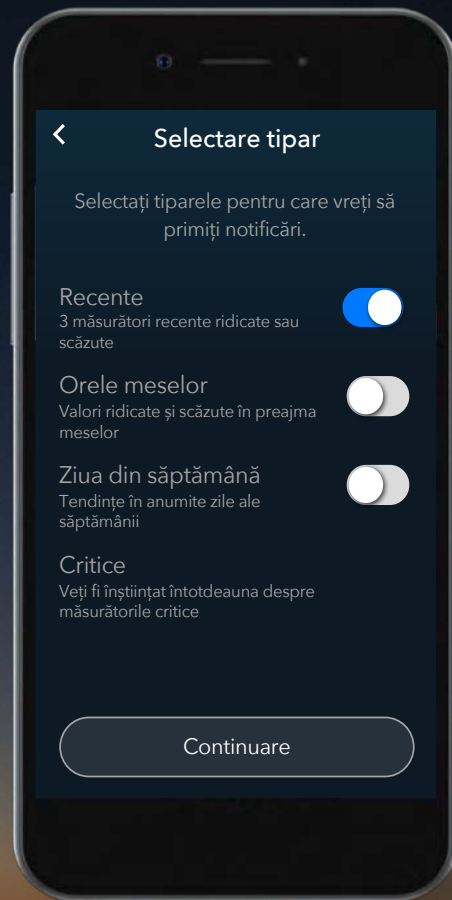 Selectare tipar
Selectați tiparele pentru care vreți să
primiți notificări.
Recente
3 măsurători recente ridicate sau
scăzute
Orele meselor
Valori ridicate și scăzute în preajma
meselor
Ziua din săptămână
Tendințe în anumite zile ale
săptămânii
Critice
Veți fi înștiințat întotdeauna despre
măsurătorile critice
Continuare